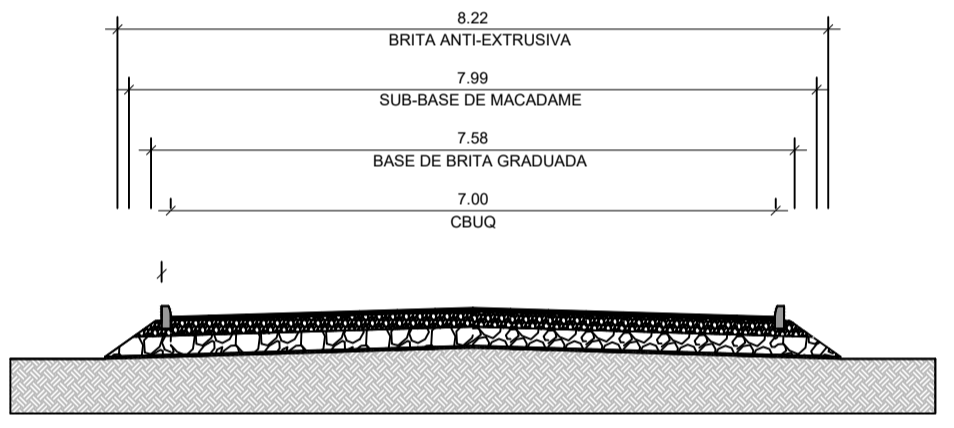 8.22
BRITA ANTI-EXTRUSIVA
7.99
SUB-BASE DE MACADAME
7.58
BASE DE BRITA GRADUADA
7.00
CBUQ